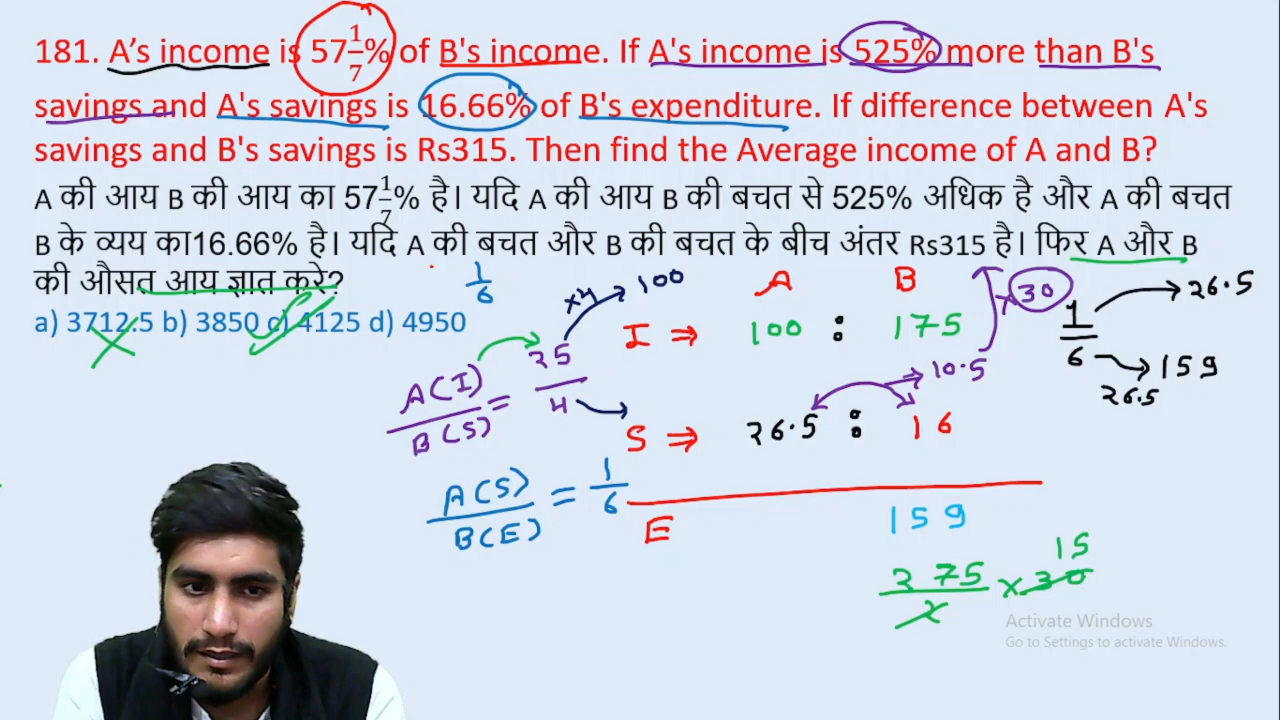 181. A's income is 57 1/7% of B's income. If A's income is 525% more than B's
savings and A's savings is 16.66% of B's expenditure. If difference between A's
savings and B's savings is Rs315. Then find the Average income of A and B?
A की आय B की आय का 57 1/7% है। यदि A की आय B की बचत से 525% अधिक है और A की बचत
B के व्यय का16.66% है। यदि A की बचत और B की बचत के बीच अंतर Rs315 है। फिर A और B
की औसत आय ज्ञात करे?
a) 3712.5 b) 3850 c) 4125 d) 4950
1/6
×4
100
A B
×30
1/6
26.5
159
26.5
I ⇒ 100 : 175
A(I)/B(S) = 25/4
10.5
S ⇒ 26.5 : 16
A(S)/B(E) = 1/6
E 159
275/2 × 30
15
Activate Windows
Go to Settings to activate Windows.